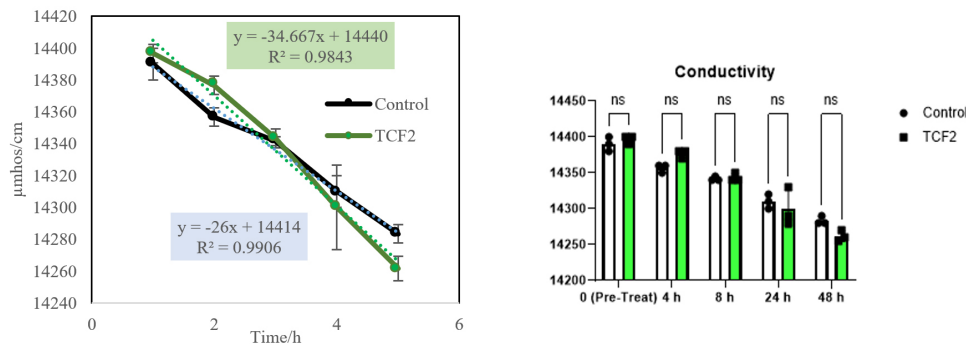 14420
14400
14380
14360
14340
14320
14300
14280
14260
14240
µmhos/cm
0
2
4
6
Time/h
y = -34.667x + 14440
R² = 0.9843
Control
TCF2
y = -26x + 14414
R² = 0.9906
Conductivity
14450
14400
14350
14300
14250
14200
ns
ns
ns
ns
ns
Control
TCF2
0 (Pre-Treat) 4 h 8 h 24 h 48 h